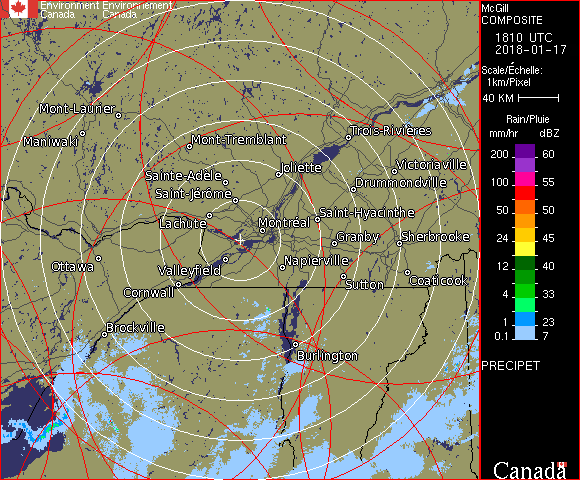 Environment Environnement
Canada Canada
McGill
COMPOSITE
1810 UTC
2018-01-17
Scale/Échelle:
1km/Pixel
40 KM
Rain/Pluie
mm/hr dBZ
200 60
100 55
50 50
24 45
12 40
4 33
1 23
0.1 7
PRECIPET
Canada
Mont-Laurier
Maniwaki
Mont-Tremblant
Trois-Rivières
Joliette
Victoriaville
Sainte-Adèle
Drummondville
Saint-Jérôme
Saint-Hyacinthe
Lachute
Montréal
Granby
Sherbrooke
Ottawa
Valleyfield
Napierville
Cornwall
Sutton
Coaticook
Brockville
Burlington